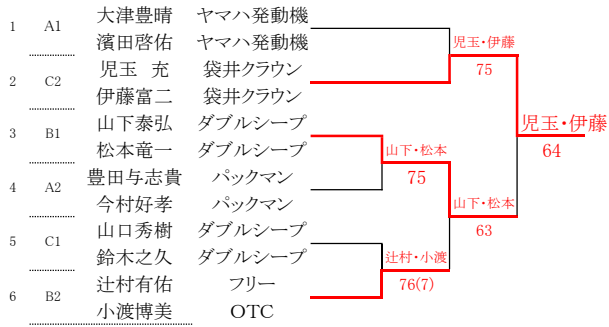 1 A1 大津豊晴 ヤマハ発動機
濱田啓佑 ヤマハ発動機
児玉・伊藤
75
2 C2 児玉 充 袋井クラウン
伊藤富二 袋井クラウン
児玉・伊藤
64
3 B1 山下泰弘 ダブルシープ
松本竜一 ダブルシープ
山下・松本
75
4 A2 豊田与志貴 パックマン
今村好孝 パックマン
山下・松本
63
5 C1 山口秀樹 ダブルシープ
鈴木之久 ダブルシープ
辻村・小渡
76(7)
6 B2 辻村有佑 フリー
小渡博美 OTC